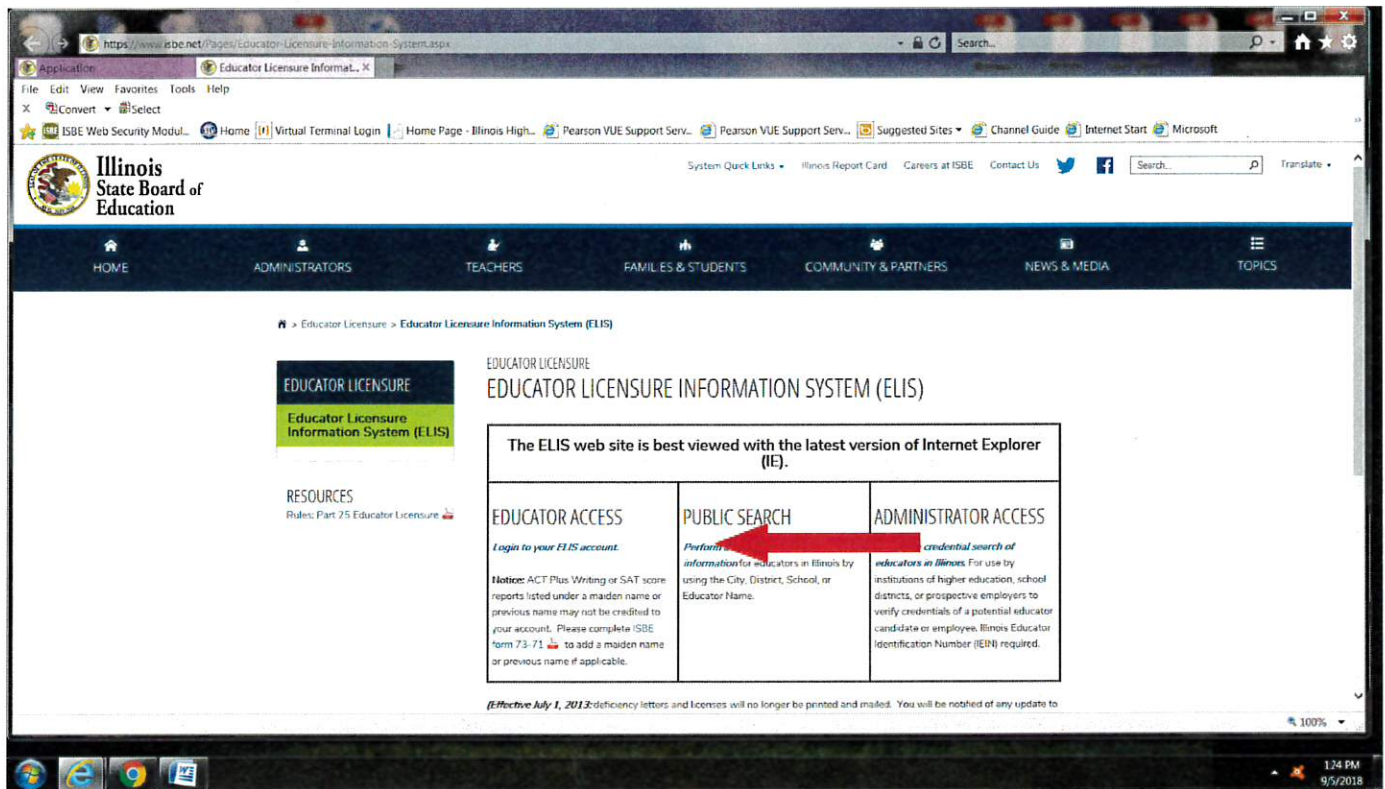 https://www.isbe.net/Pages/Educator-Licensure-Information-System.aspx
Search...
Application
Educator Licensure Informat... ×
File Edit View Favorites Tools Help
x Convert Select
ISBE Web Security Modul... Home Virtual Terminal Login Home Page - Illinois High... Pearson VUE Support Serv... Pearson VUE Support Serv... Suggested Sites Channel Guide Internet Start Microsoft
System Quick Links Illinois Report Card Careers at ISBE Contact Us Search... Translate
Illinois
State Board of
Education
HOME ADMINISTRATORS TEACHERS FAMILIES & STUDENTS COMMUNITY & PARTNERS NEWS & MEDIA TOPICS
> Educator Licensure > Educator Licensure Information System (ELIS)
EDUCATOR LICENSURE
Educator Licensure
Information System (ELIS)
RESOURCES
Rules: Part 25 Educator Licensure
EDUCATOR LICENSURE
EDUCATOR LICENSURE INFORMATION SYSTEM (ELIS)
The ELIS web site is best viewed with the latest version of Internet Explorer
(IE).
EDUCATOR ACCESS
Login to your ELIS account.
Notice: ACT Plus Writing or SAT score
reports listed under a maiden name or
previous name may not be credited to
your account. Please complete ISBE
form 73-71 to add a maiden name
or previous name if applicable.
PUBLIC SEARCH
Perform
information for educators in Illinois by
using the City, District, School, or
Educator Name.
ADMINISTRATOR ACCESS
credential search of
educators in Illinois. For use by
institutions of higher education, school
districts, or prospective employers to
verify credentials of a potential educator
candidate or employee. Illinois Educator
Identification Number (IEIN) required.
(Effective July 1, 2013: deficiency letters and licenses will no longer be printed and mailed. You will be notified of any update to
100%
1:24 PM
9/5/2018